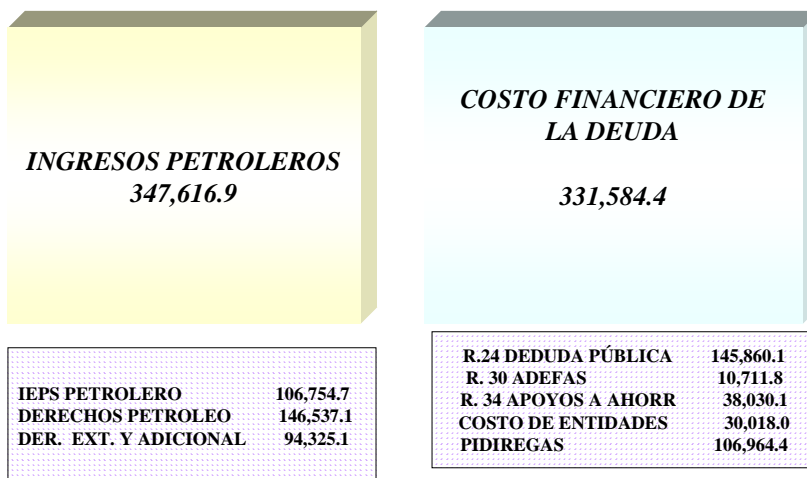 INGRESOS PETROLEROS
347,616.9
COSTO FINANCIERO DE
LA DEUDA
331,584.4
IEPS PETROLERO 106,754.7
DERECHOS PETROLEO 146,537.1
DER. EXT. Y ADICIONAL 94,325.1
R.24 DEDUDA PÚBLICA 145,860.1
R. 30 ADEFAS 10,711.8
R. 34 APOYOS A AHORR 38,030.1
COSTO DE ENTIDADES 30,018.0
PIDIREGAS 106,964.4